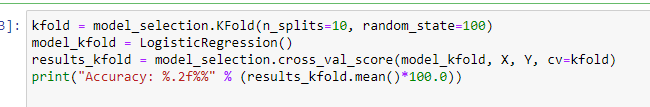 3]: kfold = model_selection.KFold(n_splits=10, random_state=100)
model_kfold = LogisticRegression()
results_kfold = model_selection.cross_val_score(model_kfold, X, Y, cv=kfold)
print("Accuracy: %.2f%%" % (results_kfold.mean()*100.0))